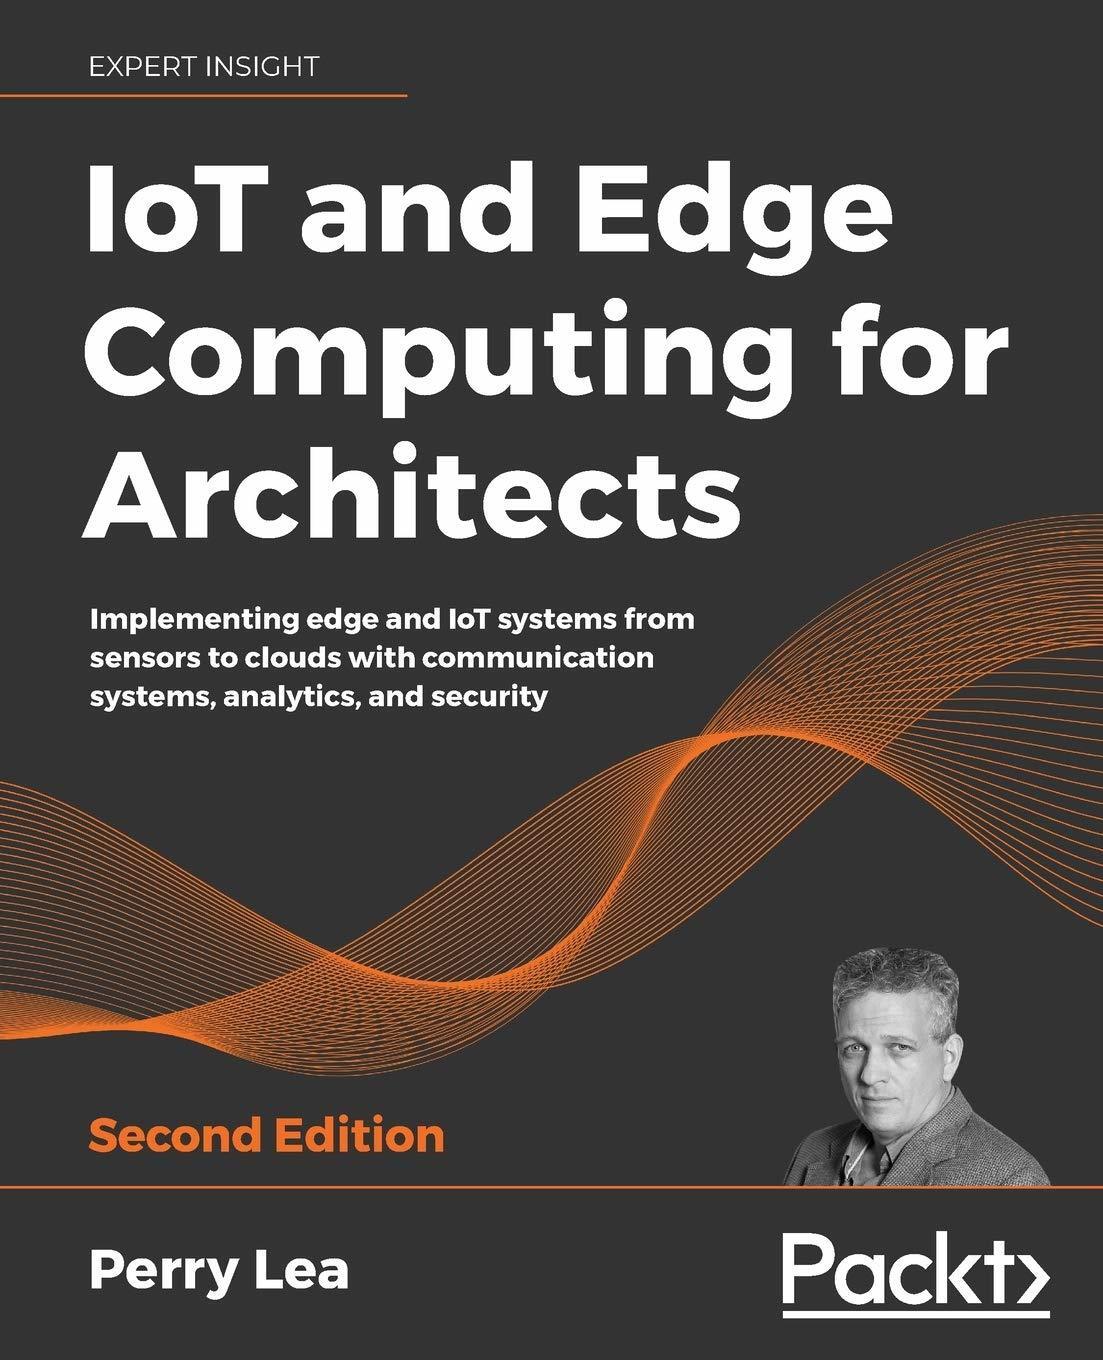 EXPERT INSIGHT
IoT and Edge
Computing for
Architects
Implementing edge and IoT systems from
sensors to clouds with communication
systems, analytics, and security
Second Edition
Perry Lea
Packt>